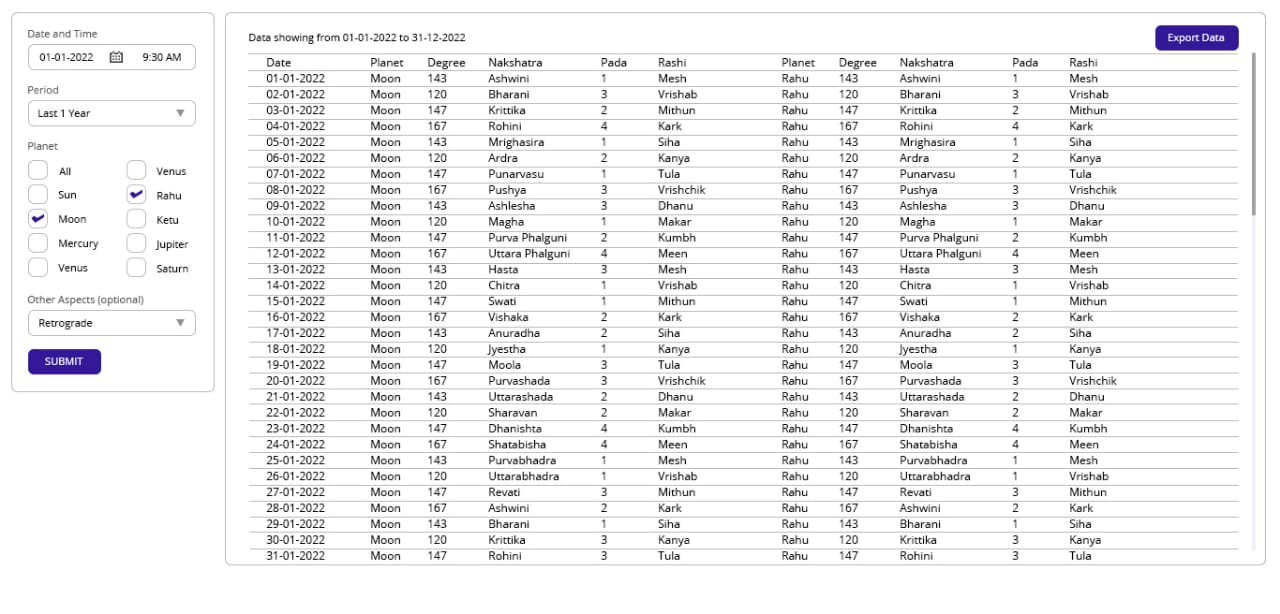 Date and Time
01-01-2022 9:30 AM
Period
Last 1 Year
Planet
All Venus
Sun Rahu
Moon Ketu
Mercury Jupiter
Venus Saturn
Other Aspects (optional)
Retrograde
SUBMIT
Data showing from 01-01-2022 to 31-12-2022
Export Data
Date Planet Degree Nakshatra Pada Rashi Planet Degree Nakshatra Pada Rashi
01-01-2022 Moon 143 Ashwini 1 Mesh Rahu 143 Ashwini 1 Mesh
02-01-2022 Moon 120 Bharani 3 Vrishab Rahu 120 Bharani 3 Vrishab
03-01-2022 Moon 147 Krittika 2 Mithun Rahu 147 Krittika 2 Mithun
04-01-2022 Moon 167 Rohini 4 Kark Rahu 167 Rohini 4 Kark
05-01-2022 Moon 143 Mrighasira 1 Siha Rahu 143 Mrighasira 1 Siha
06-01-2022 Moon 120 Ardra 2 Kanya Rahu 120 Ardra 2 Kanya
07-01-2022 Moon 147 Punarvasu 1 Tula Rahu 147 Punarvasu 1 Tula
08-01-2022 Moon 167 Pushya 3 Vrishchik Rahu 167 Pushya 3 Vrishchik
09-01-2022 Moon 143 Ashlesha 3 Dhanu Rahu 143 Ashlesha 3 Dhanu
10-01-2022 Moon 120 Magha 1 Makar Rahu 120 Magha 1 Makar
11-01-2022 Moon 147 Purva Phalguni 2 Kumbh Rahu 147 Purva Phalguni 2 Kumbh
12-01-2022 Moon 167 Uttara Phalguni 4 Meen Rahu 167 Uttara Phalguni 4 Meen
13-01-2022 Moon 143 Hasta 3 Mesh Rahu 143 Hasta 3 Mesh
14-01-2022 Moon 120 Chitra 1 Vrishab Rahu 120 Chitra 1 Vrishab
15-01-2022 Moon 147 Swati 1 Mithun Rahu 147 Swati 1 Mithun
16-01-2022 Moon 167 Vishaka 2 Kark Rahu 167 Vishaka 2 Kark
17-01-2022 Moon 143 Anuradha 2 Siha Rahu 143 Anuradha 2 Siha
18-01-2022 Moon 120 Jyestha 1 Kanya Rahu 120 Jyestha 1 Kanya
19-01-2022 Moon 147 Moola 3 Tula Rahu 147 Moola 3 Tula
20-01-2022 Moon 167 Purvashada 3 Vrishchik Rahu 167 Purvashada 3 Vrishchik
21-01-2022 Moon 143 Uttarashada 2 Dhanu Rahu 143 Uttarashada 2 Dhanu
22-01-2022 Moon 120 Sharavan 2 Makar Rahu 120 Sharavan 2 Makar
23-01-2022 Moon 147 Dhanishta 4 Kumbh Rahu 147 Dhanishta 4 Kumbh
24-01-2022 Moon 167 Shatabisha 4 Meen Rahu 167 Shatabisha 4 Meen
25-01-2022 Moon 143 Purvabhadra 1 Mesh Rahu 143 Purvabhadra 1 Mesh
26-01-2022 Moon 120 Uttarabhadra 1 Vrishab Rahu 120 Uttarabhadra 1 Vrishab
27-01-2022 Moon 147 Revati 3 Mithun Rahu 147 Revati 3 Mithun
28-01-2022 Moon 167 Ashwini 2 Kark Rahu 167 Ashwini 2 Kark
29-01-2022 Moon 143 Bharani 1 Siha Rahu 143 Bharani 1 Siha
30-01-2022 Moon 120 Krittika 3 Kanya Rahu 120 Krittika 3 Kanya
31-01-2022 Moon 147 Rohini 3 Tula Rahu 147 Rohini 3 Tula